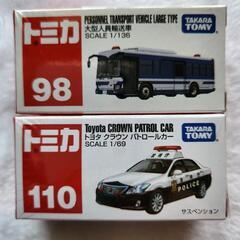 トミカ
PERSONNEL TRANSPORT VEHICLE LARGE TYPE
大型人員輸送車
SCALE 1/136
TAKARA
TOMY
98
トミカ
Toyota CROWN PATROL CAR
トヨタ クラウン パトロールカー
SCALE 1/69
TAKARA
TOMY
110
POLICE
サスペンション